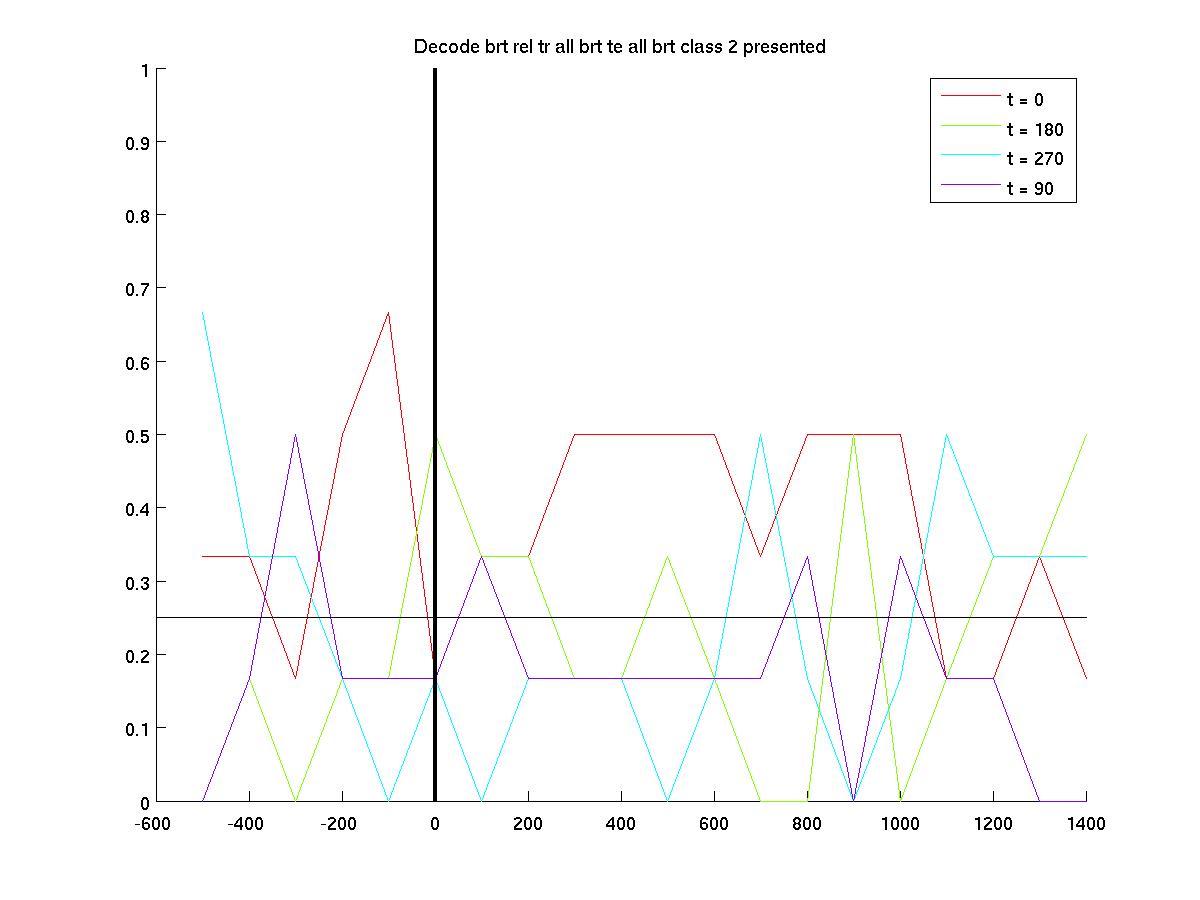 Decode brt rel tr all brt te all brt class 2 presented
1
0.9
0.8
0.7
0.6
0.5
0.4
0.3
0.2
0.1
0
-600 -400 -200 0 200 400 600 800 1000 1200 1400
t = 0
t = 180
t = 270
t = 90